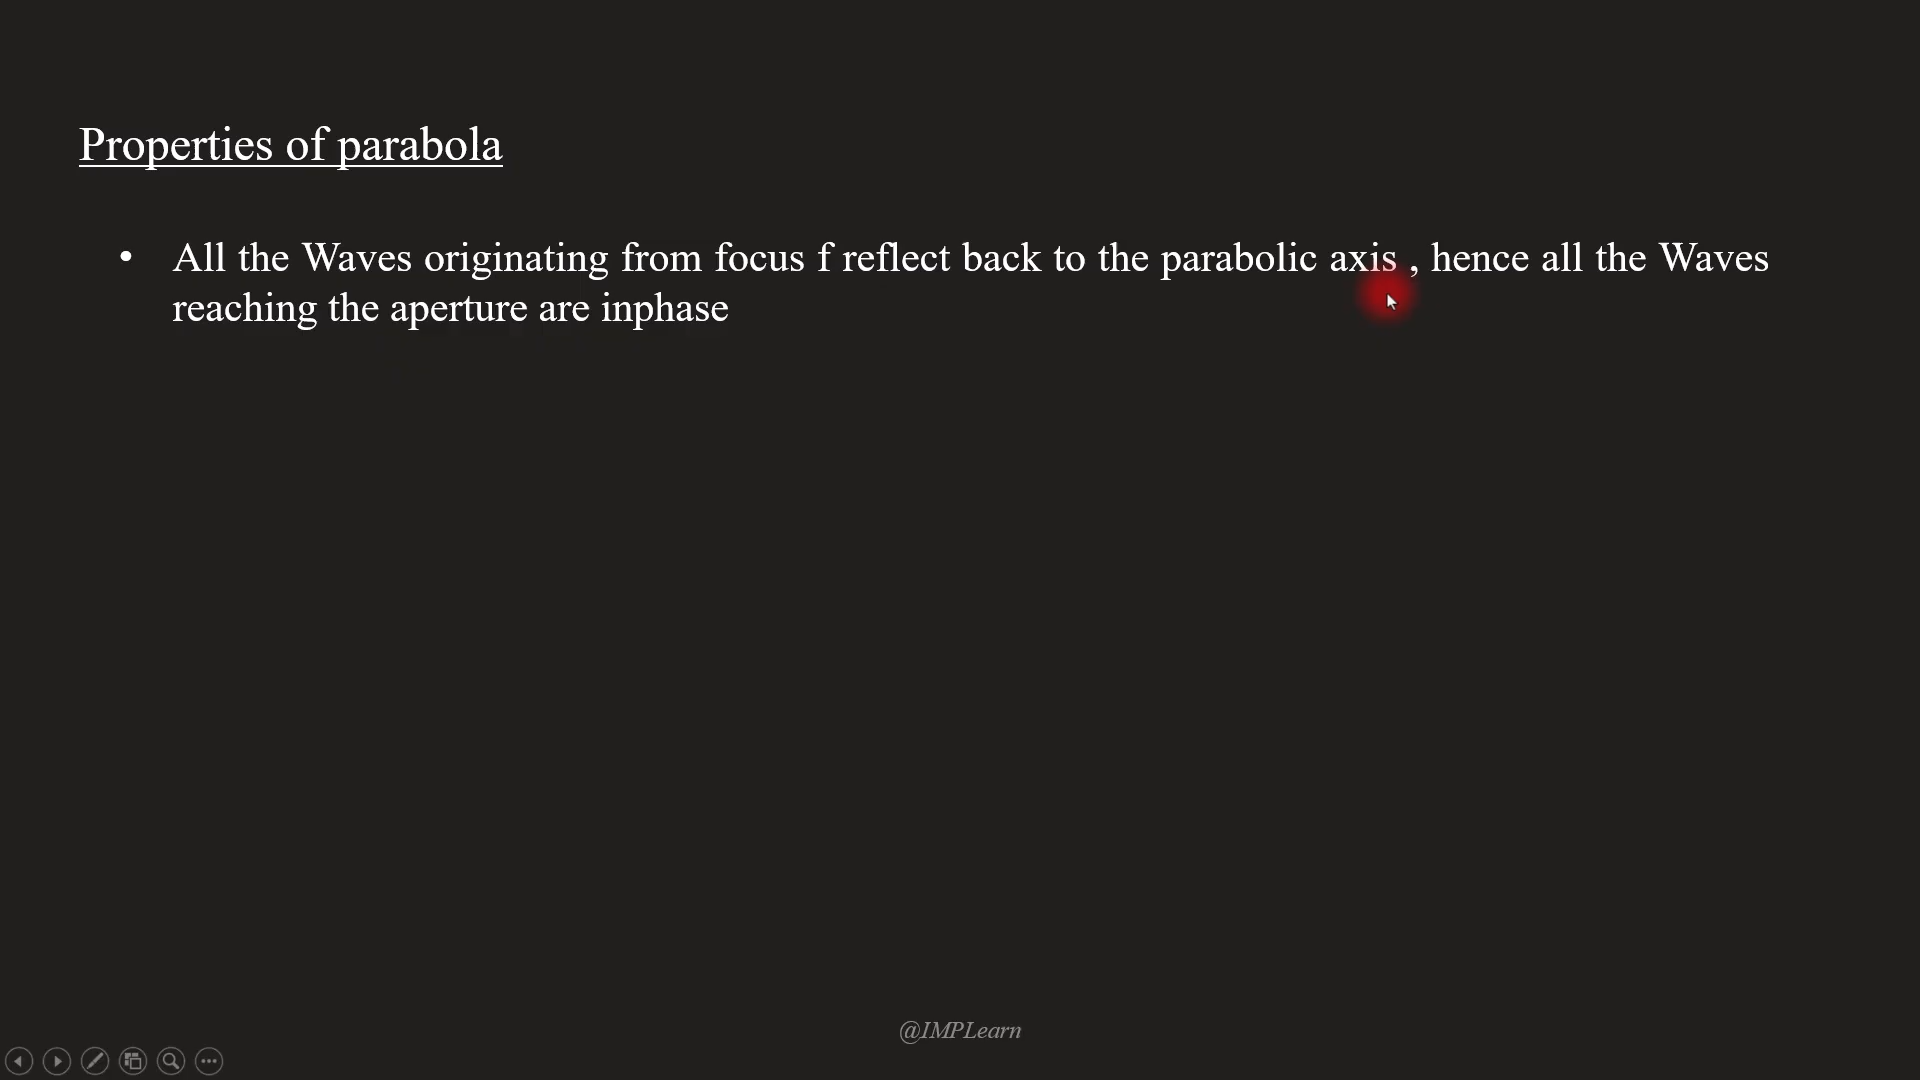 Properties of parabola
• All the Waves originating from focus f reflect back to the parabolic axis , hence all the Waves
reaching the aperture are inphase
@IMPLearn